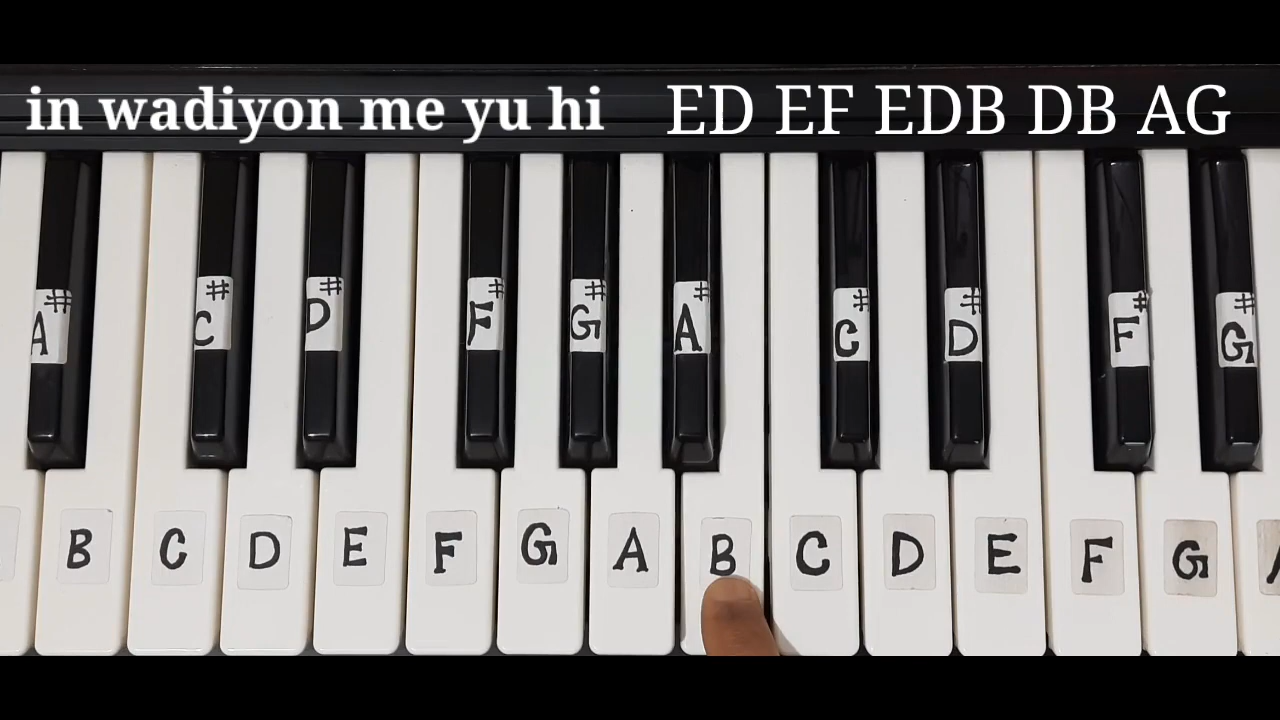 in wadiyon me yu hi ED EF EDB DB AG
A# C# D# F# G# A# C# D# F# G#
B C D E F G A B C D E F G